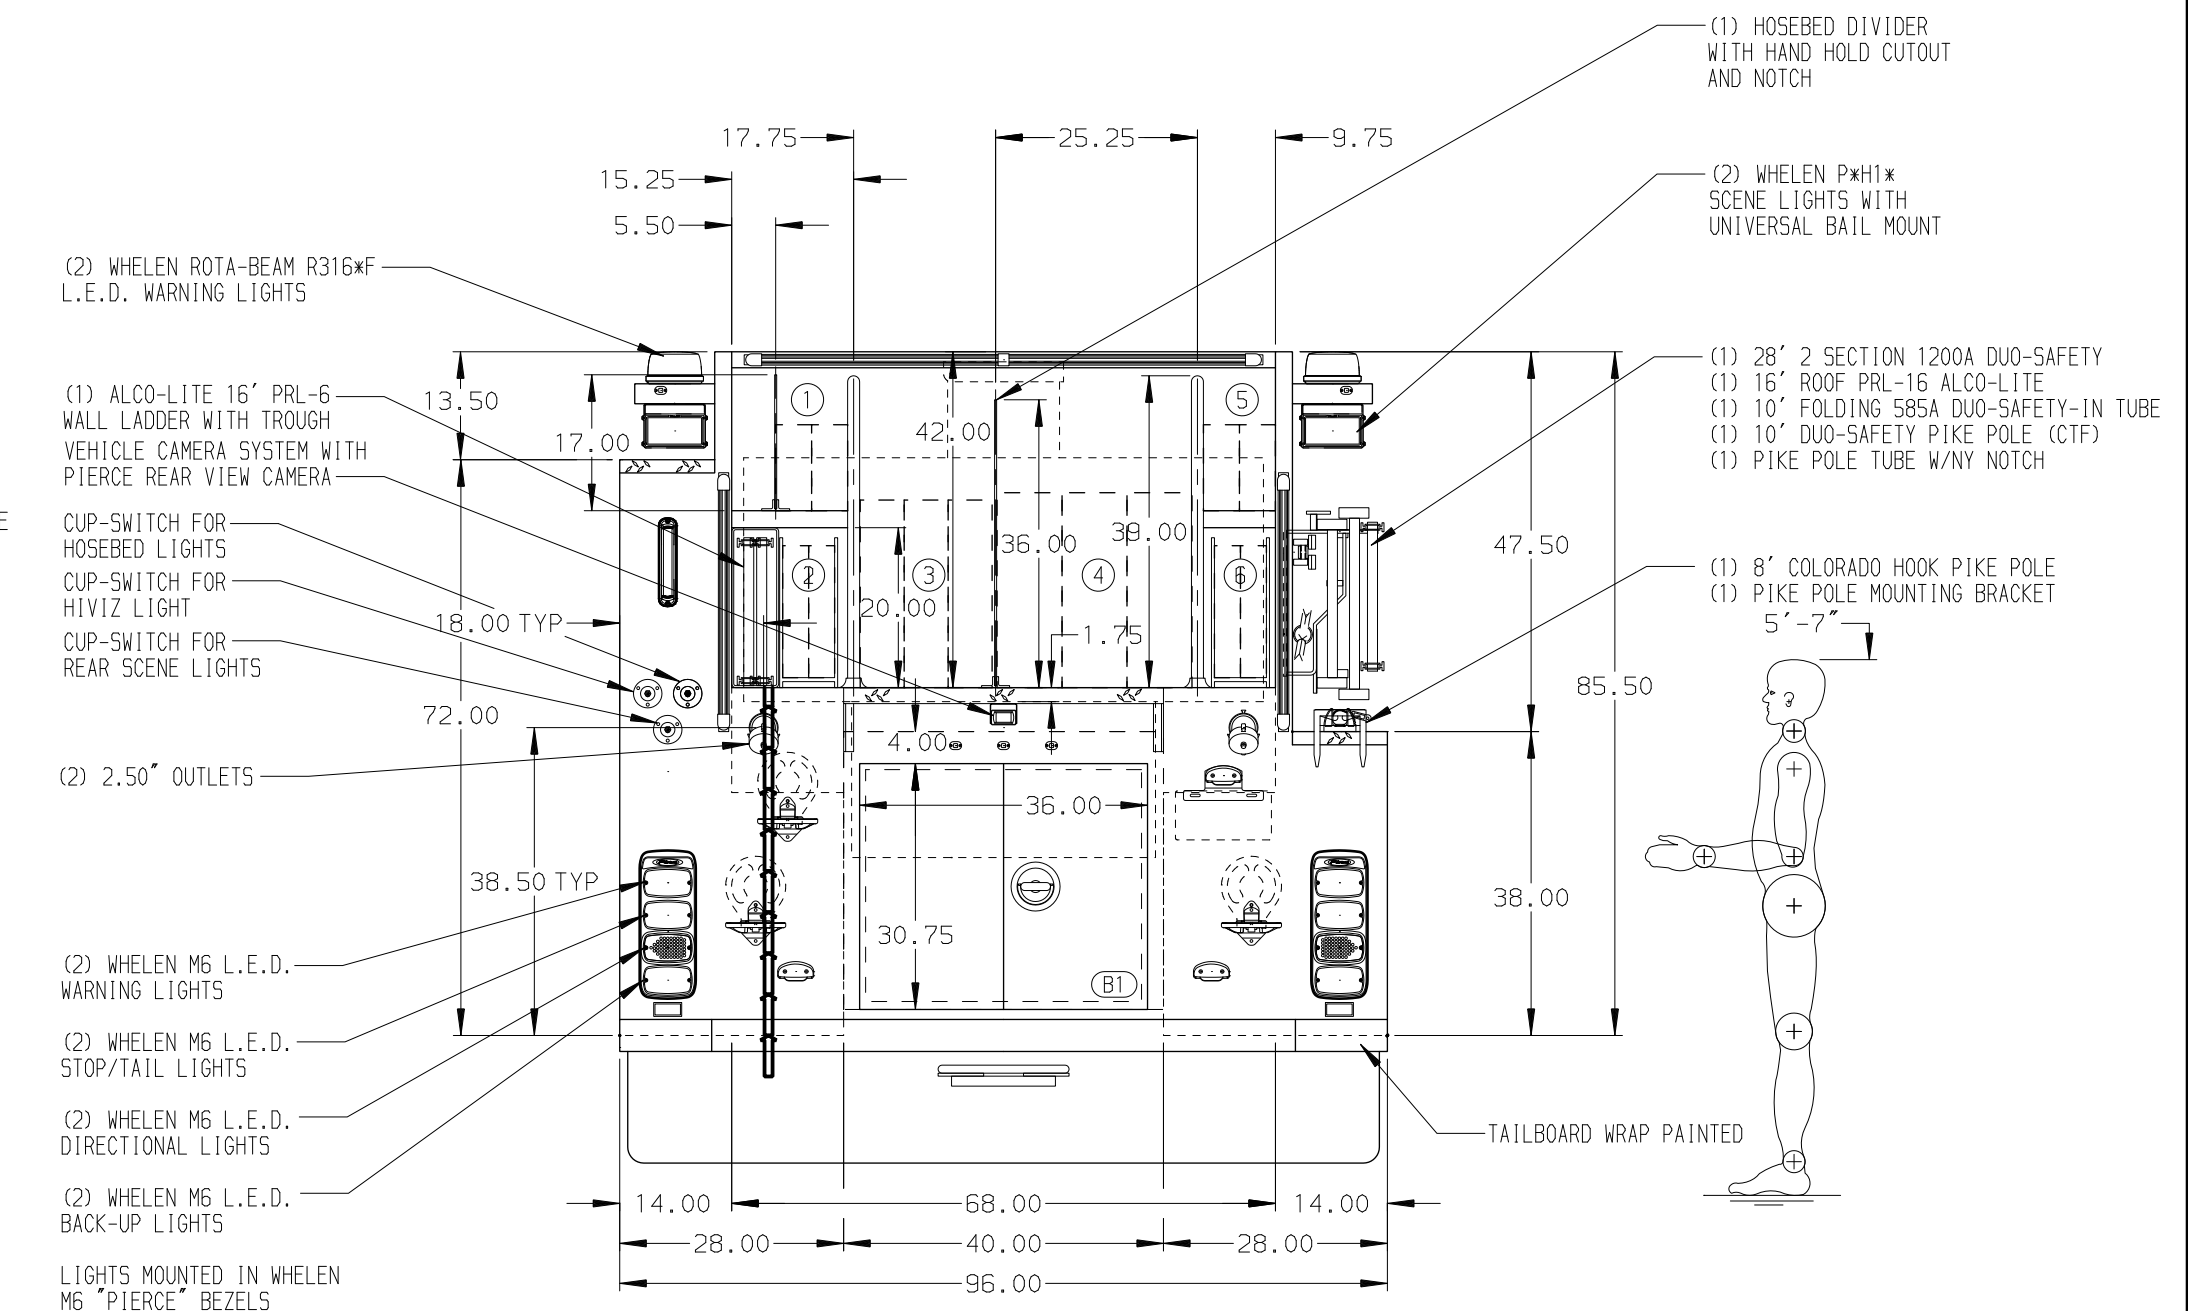 (1) HOSEBED DIVIDER
WITH HAND HOLD CUTOUT
AND NOTCH
17.75
25.25
9.75
15.25
5.50
(2) WHELEN P*H1*
SCENE LIGHTS WITH
UNIVERSAL BAIL MOUNT
(2) WHELEN ROTA-BEAM R316*F
L.E.D. WARNING LIGHTS
(1) ALCO-LITE 16' PRL-6
WALL LADDER WITH TROUGH
VEHICLE CAMERA SYSTEM WITH
PIERCE REAR VIEW CAMERA
CUP-SWITCH FOR
HOSEBED LIGHTS
CUP-SWITCH FOR
HIVIZ LIGHT
CUP-SWITCH FOR
REAR SCENE LIGHTS
(2) 2.50" OUTLETS
(2) WHELEN M6 L.E.D.
WARNING LIGHTS
(2) WHELEN M6 L.E.D.
STOP/TAIL LIGHTS
(2) WHELEN M6 L.E.D.
DIRECTIONAL LIGHTS
(2) WHELEN M6 L.E.D.
BACK-UP LIGHTS
LIGHTS MOUNTED IN WHELEN
M6 "PIERCE" BEZELS
E
13.50
17.00
18.00 TYP
72.00
38.50 TYP
1
5
42.00
36.00
39.00
2
3
4
6
20.00
1.75
4.00
36.00
30.75
B1
47.50
85.50
38.00
(1) 28' 2 SECTION 1200A DUO-SAFETY
(1) 16' ROOF PRL-16 ALCO-LITE
(1) 10' FOLDING 585A DUO-SAFETY-IN TUBE
(1) 10' DUO-SAFETY PIKE POLE (CTF)
(1) PIKE POLE TUBE W/NY NOTCH
(1) 8' COLORADO HOOK PIKE POLE
(1) PIKE POLE MOUNTING BRACKET
5'-7"
TAILBOARD WRAP PAINTED
14.00
68.00
14.00
28.00
40.00
28.00
96.00